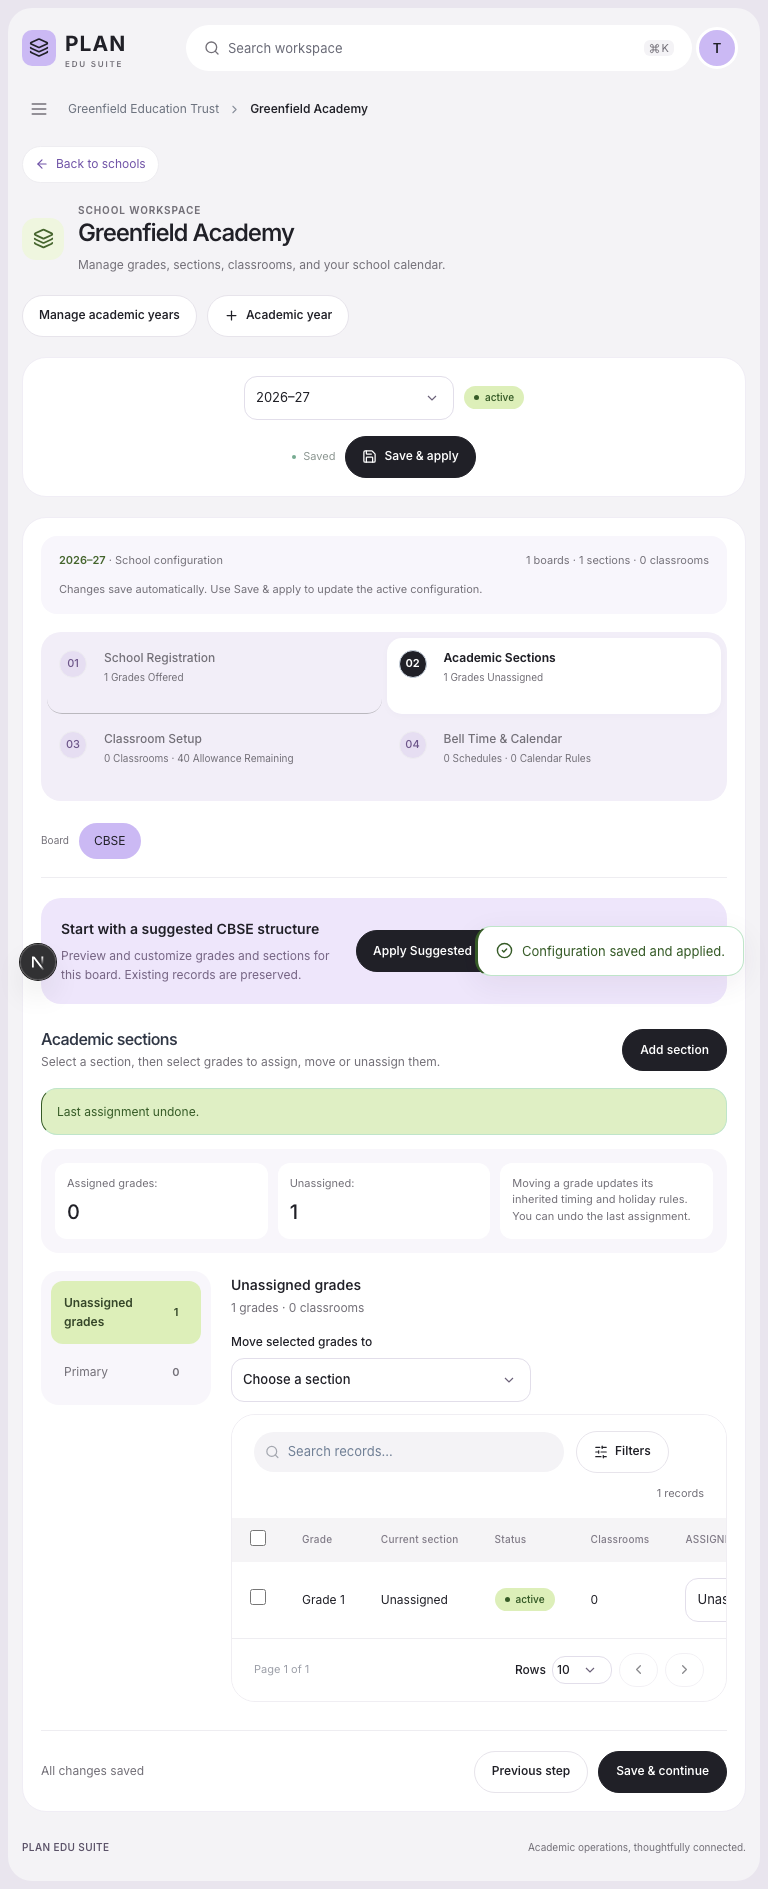 PLAN
EDU SUITE
Search workspace
⌘K
T
Greenfield Education Trust > Greenfield Academy
Back to schools
SCHOOL WORKSPACE
Greenfield Academy
Manage grades, sections, classrooms, and your school calendar.
Manage academic years
Academic year
2026–27
active
Saved
Save & apply
2026–27 · School configuration
1 boards · 1 sections · 0 classrooms
Changes save automatically. Use Save & apply to update the active configuration.
01
School Registration
1 Grades Offered
02
Academic Sections
1 Grades Unassigned
03
Classroom Setup
0 Classrooms · 40 Allowance Remaining
04
Bell Time & Calendar
0 Schedules · 0 Calendar Rules
Board
CBSE
Start with a suggested CBSE structure
Preview and customize grades and sections for
this board. Existing records are preserved.
Apply Suggested
Configuration saved and applied.
N
Academic sections
Select a section, then select grades to assign, move or unassign them.
Add section
Last assignment undone.
Assigned grades:
0
Unassigned:
1
Moving a grade updates its
inherited timing and holiday rules.
You can undo the last assignment.
Unassigned
grades
1
Primary
0
Unassigned grades
1 grades · 0 classrooms
Move selected grades to
Choose a section
Search records...
Filters
1 records
Grade
Current section
Status
Classrooms
ASSIGN
Grade 1
Unassigned
active
0
Unas
Page 1 of 1
Rows
10
All changes saved
Previous step
Save & continue
PLAN EDU SUITE
Academic operations, thoughtfully connected.